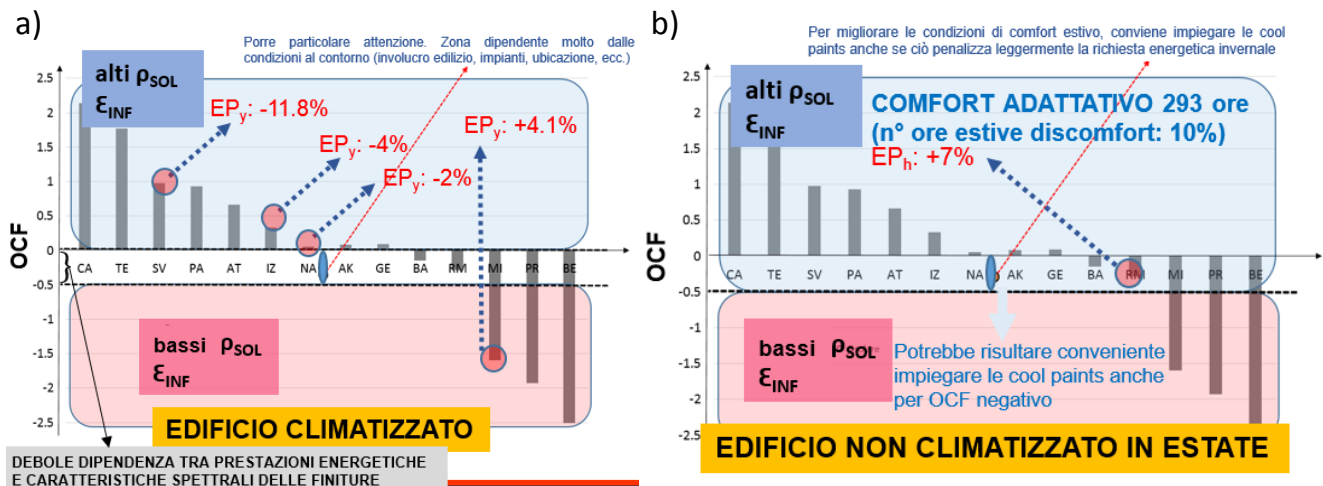 a)
Porre particolare attenzione. Zona dipendente molto dalle
condizioni al contorno (involucro edilizio, impianti, ubicazione, ecc.)
alti ρSOL
ƐINF
EPy: -11.8%
EPy: -4%
EPy: -2%
EPy: +4.1%
2.5
2
1.5
1
0.5
0
-0.5
-1
-1.5
-2
-2.5
OCF
CA TE SV PA AT IZ NA AK GE BA RM MI PR BE
bassi ρSOL
ƐINF
EDIFICIO CLIMATIZZATO
DEBOLE DIPENDENZA TRA PRESTAZIONI ENERGETICHE
E CARATTERISTICHE SPETTRALI DELLE FINITURE
b)
Per migliorare le condizioni di comfort estivo, conviene impiegare le cool
paints anche se ciò penalizza leggermente la richiesta energetica invernale
alti ρSOL
ƐINF
COMFORT ADATTATIVO 293 ore
(n° ore estive discomfort: 10%)
EPh: +7%
2.5
2
1.5
1
0.5
0
-0.5
-1
-1.5
-2
-2.5
OCF
CA TE SV PA AT IZ NA AK GE BA RM MI PR BE
bassi ρSOL
ƐINF
Potrebbe risultare conveniente
impiegare le cool paints anche
per OCF negativo
EDIFICIO NON CLIMATIZZATO IN ESTATE